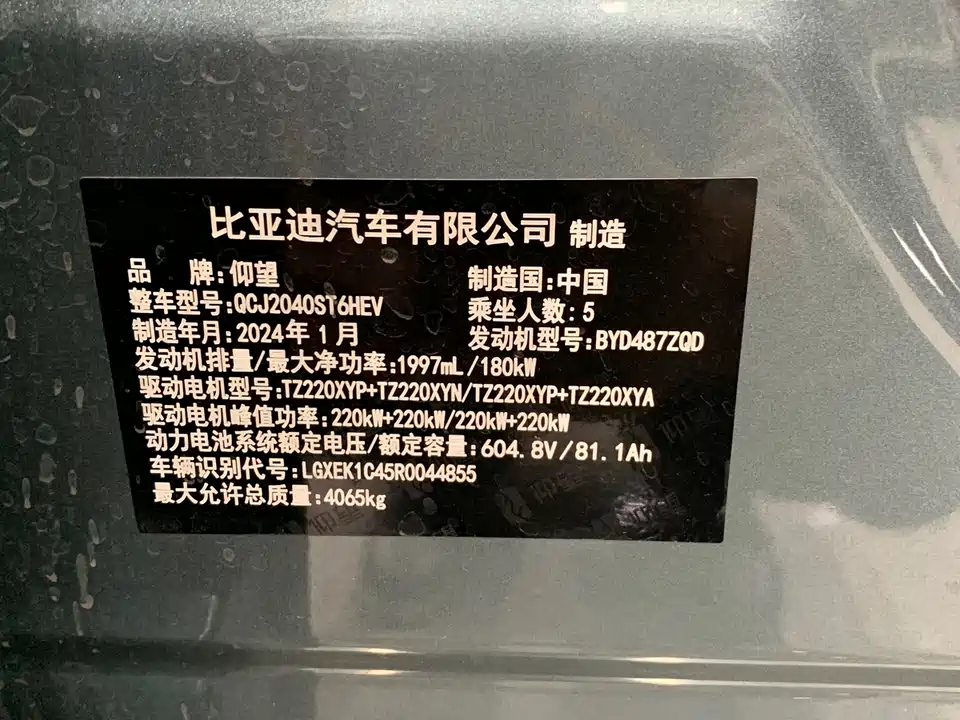 比亚迪汽车有限公司 制造
品 牌:仰望 制造国:中国
整车型号:QCJ2040ST6HEV 乘坐人数:5
制造年月:2024年1月 发动机型号:BYD487ZQD
发动机排量/最大净功率:1997mL/180kW
驱动电机型号:TZ220XYP+TZ220XYN/TZ220XYP+TZ220XYA
驱动电机峰值功率:220kW+220kW/220kW+220kW
动力电池系统额定电压/额定容量:604.8V/81.1Ah
车辆识别代号:LGXEK1C45R0044855
最大允许总质量:4065kg